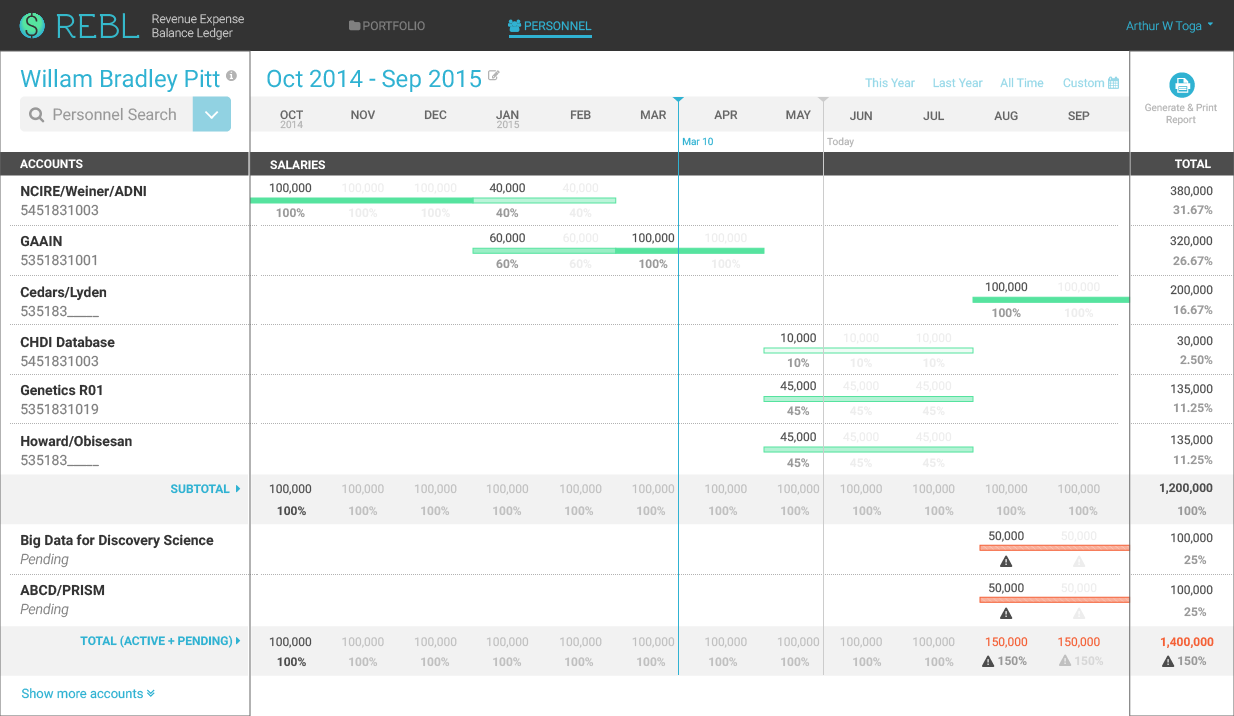 REBL Revenue Expense
Balance Ledger
PORTFOLIO
PERSONNEL
Arthur W Toga
Willam Bradley Pitt
Personnel Search
Oct 2014 - Sep 2015
This Year Last Year All Time Custom
Generate & Print
Report
OCT NOV DEC JAN FEB MAR APR MAY JUN JUL AUG SEP
2014 2015
Mar 10 Today
ACCOUNTS SALARIES TOTAL
NCIRE/Weiner/ADNI 100,000 100,000 100,000 40,000 40,000 380,000
5451831003 100% 100% 100% 40% 40% 31.67%
GAAIN 60,000 60,000 100,000 100,000 320,000
5351831001 60% 60% 100% 100% 26.67%
Cedars/Lyden 100,000 100,000 200,000
535183_____ 100% 100% 16.67%
CHDI Database 10,000 10,000 10,000 30,000
5451831003 10% 10% 10% 2.50%
Genetics R01 45,000 45,000 45,000 135,000
5351831019 45% 45% 45% 11.25%
Howard/Obisesan 45,000 45,000 45,000 135,000
535183_____ 45% 45% 45% 11.25%
SUBTOTAL 100,000 100,000 100,000 100,000 100,000 100,000 100,000 100,000 100,000 100,000 100,000 100,000 1,200,000
100% 100% 100% 100% 100% 100% 100% 100% 100% 100% 100% 100% 100%
Big Data for Discovery Science 50,000 50,000 100,000
Pending 25%
ABCD/PRISM 50,000 50,000 100,000
Pending 25%
TOTAL (ACTIVE + PENDING) 100,000 100,000 100,000 100,000 100,000 100,000 100,000 100,000 100,000 100,000 150,000 150,000 1,400,000
100% 100% 100% 100% 100% 100% 100% 100% 100% 100% 150% 150% 150%
Show more accounts